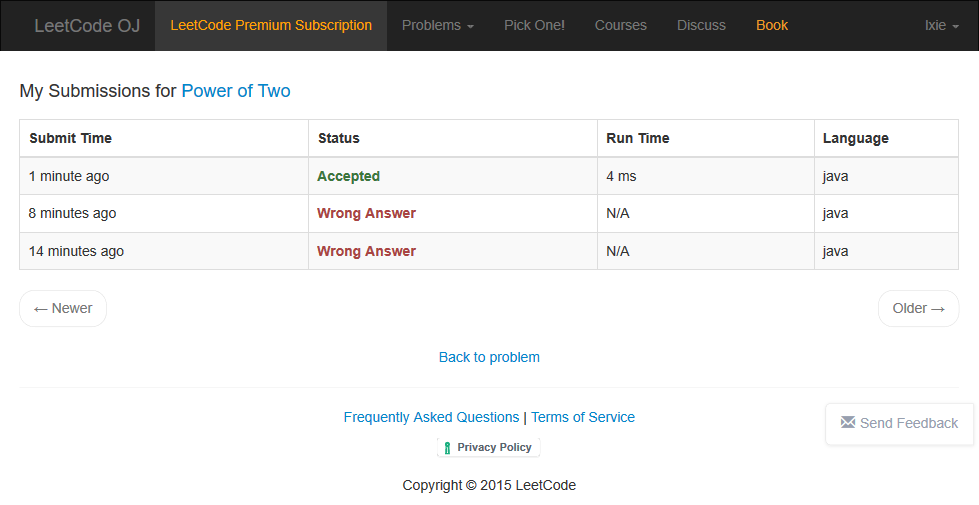 LeetCode OJ LeetCode Premium Subscription Problems Pick One! Courses Discuss Book Ixie
My Submissions for Power of Two
Submit Time Status Run Time Language
1 minute ago Accepted 4 ms java
8 minutes ago Wrong Answer N/A java
14 minutes ago Wrong Answer N/A java
← Newer Older →
Back to problem
Frequently Asked Questions | Terms of Service
Send Feedback
Privacy Policy
Copyright © 2015 LeetCode